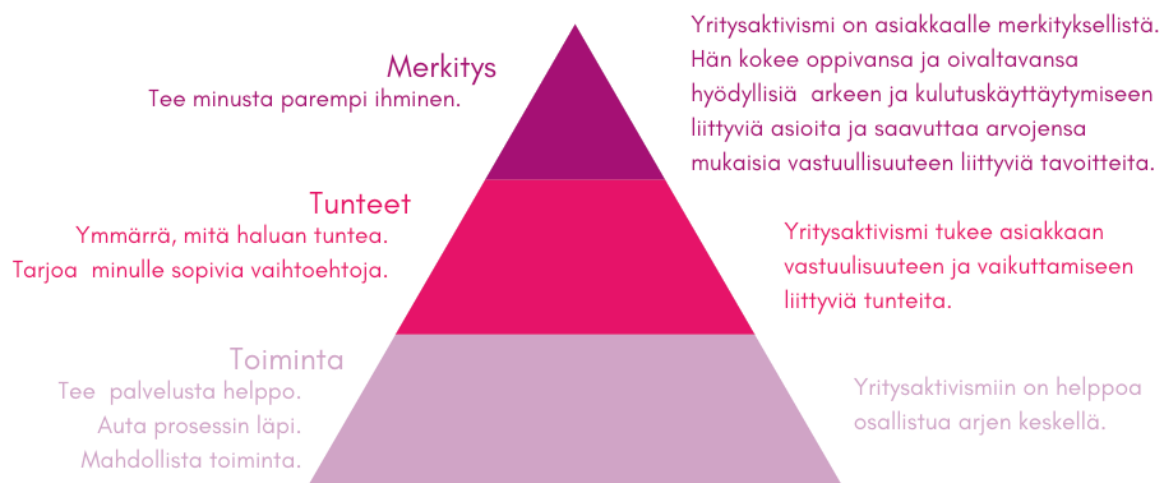 Merkitys
Tee minusta parempi ihminen.
Yritysaktivismi on asiakkaalle merkityksellistä.
Hän kokee oppivansa ja oivaltavansa
hyödyllisiä arkeen ja kulutuskäyttäytymiseen
liittyviä asioita ja saavuttaa arvojensa
mukaisia vastuullisuuteen liittyviä tavoitteita.
Tunteet
Ymmärrä, mitä haluan tuntea.
Tarjoa minulle sopivia vaihtoehtoja.
Yritysaktivismi tukee asiakkaan
vastuulisuuteen ja vaikuttamiseen
liittyviä tunteita.
Toiminta
Tee palvelusta helppo.
Auta prosessin läpi.
Mahdollista toiminta.
Yritysaktivismiin on helppoa
osallistua arjen keskellä.